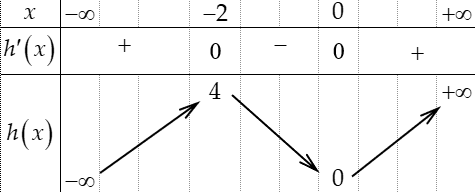 x −∞ −2 0 +∞
h′(x) + 0 − 0 +
4 +∞
h(x)
−∞ 0